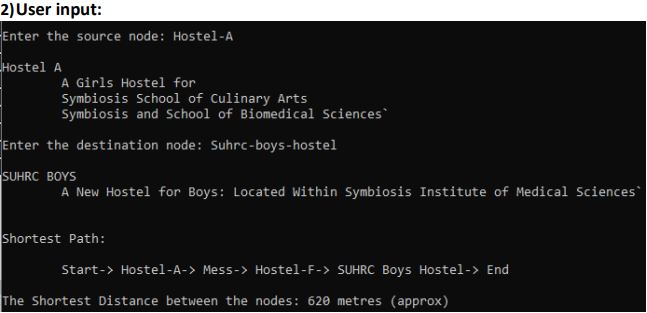 2)User input:
Enter the source node: Hostel-A
Hostel A
A Girls Hostel for
Symbiosis School of Culinary Arts
Symbiosis and School of Biomedical Sciences`
Enter the destination node: Suhrc-boys-hostel
SUHRC BOYS
A New Hostel for Boys: Located Within Symbiosis Institute of Medical Sciences`
Shortest Path:
Start-> Hostel-A-> Mess-> Hostel-F-> SUHRC Boys Hostel-> End
The Shortest Distance between the nodes: 620 metres (approx)